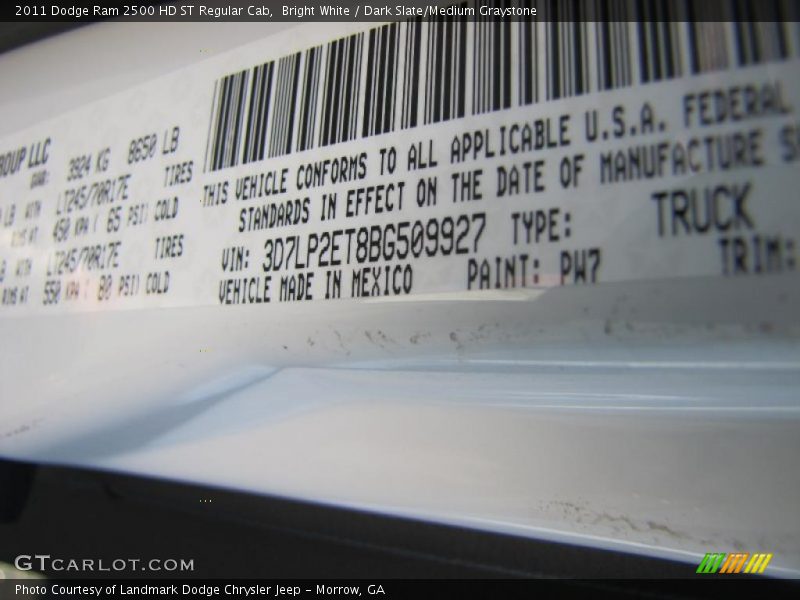 2011 Dodge Ram 2500 HD ST Regular Cab, Bright White / Dark Slate/Medium Graystone
ROUP LLC
3924 KG 8650 LB
LT245/70R17E TIRES
450 KPA ( 65 PSI) COLD
LT245/70R17E TIRES
550 KPA ( 80 PSI) COLD
THIS VEHICLE CONFORMS TO ALL APPLICABLE U.S.A. FEDERAL
STANDARDS IN EFFECT ON THE DATE OF MANUFACTURE
VIN: 3D7LP2ET8BG509927 TYPE: TRUCK
VEHICLE MADE IN MEXICO PAINT: PW7 TRIM:
GTCARLOT.COM
Photo Courtesy of Landmark Dodge Chrysler Jeep – Morrow, GA